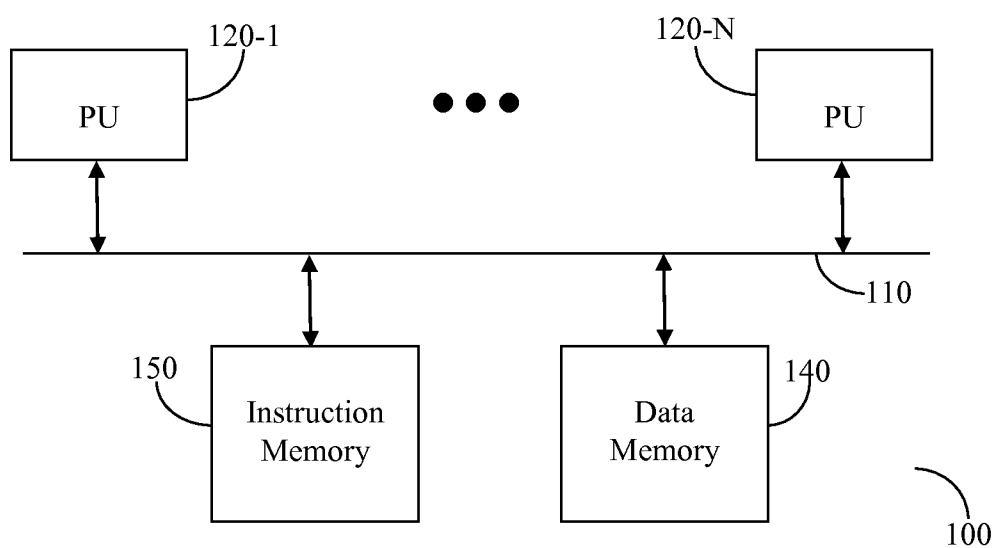 120-1
120-N
PU
PU
110
150
140
Instruction
Memory
Data
Memory
100